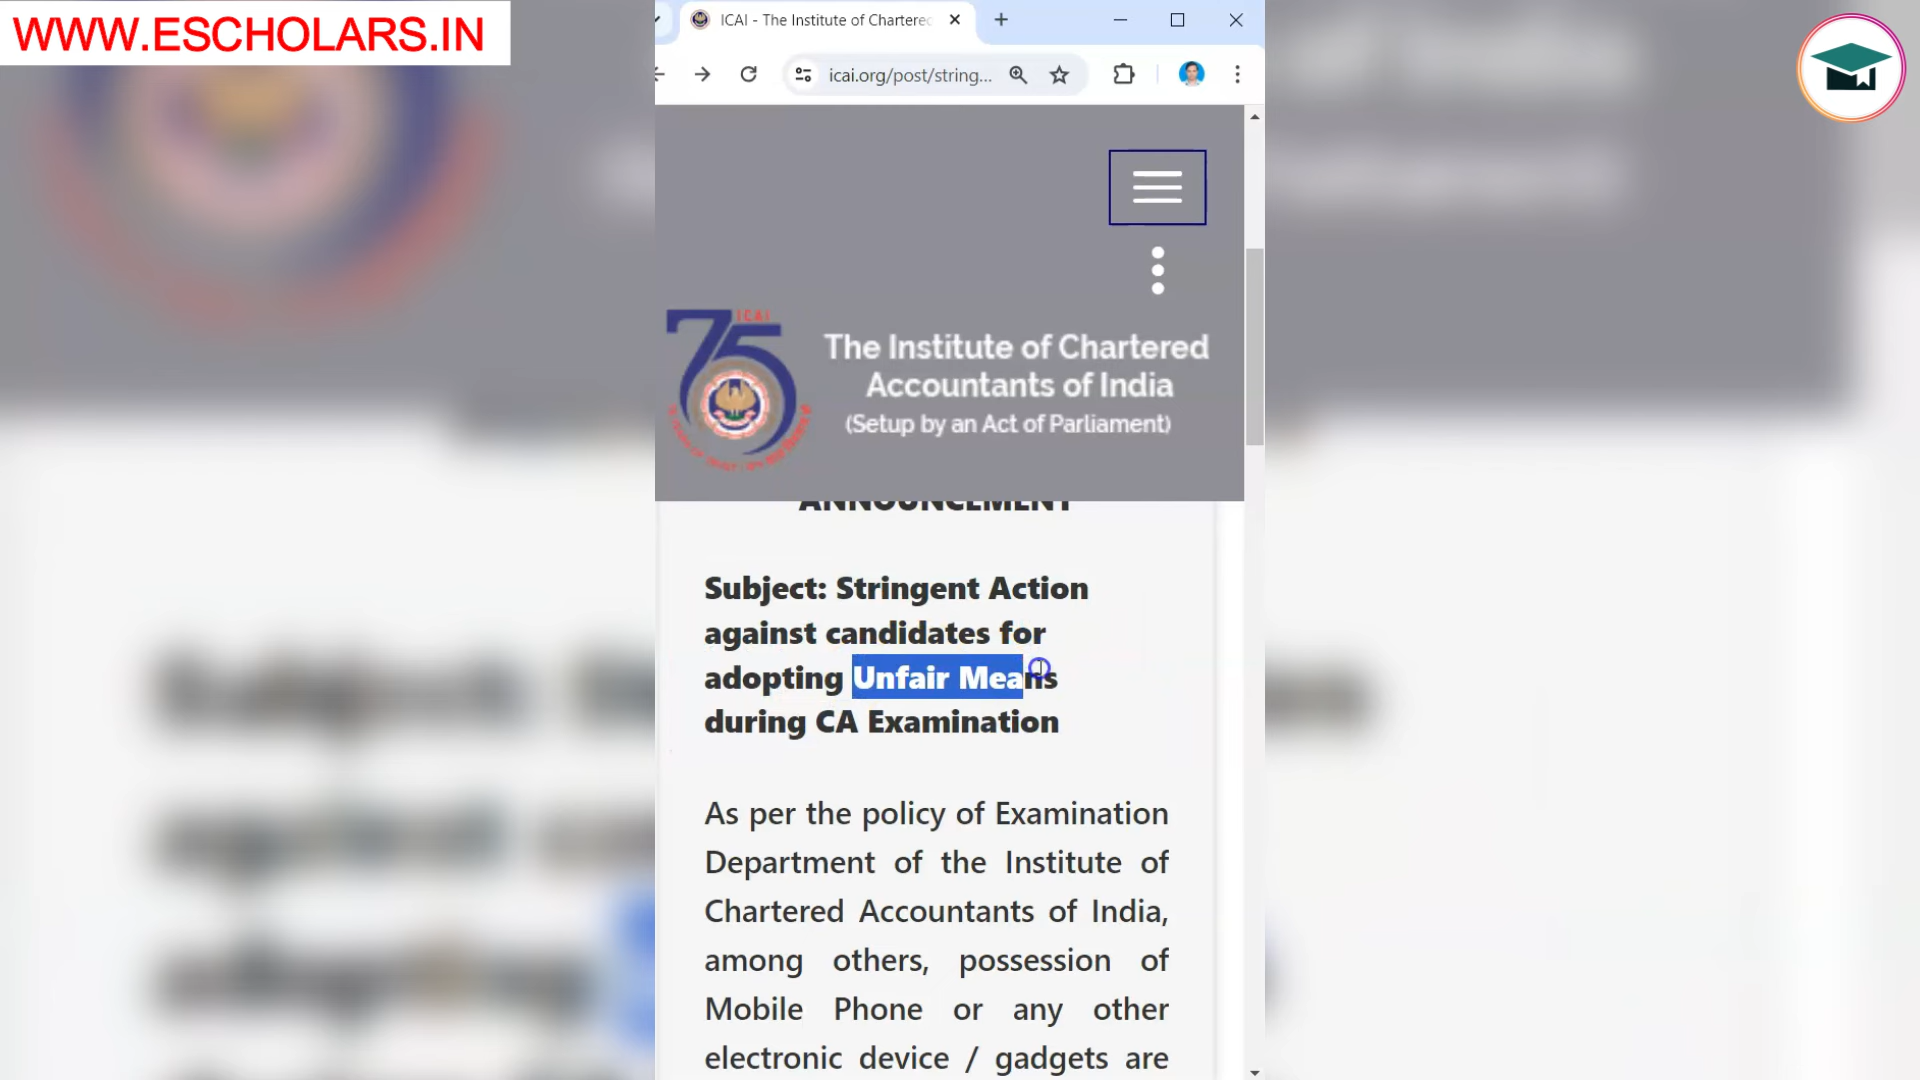 WWW.ESCHOLARS.IN
ICAI - The Institute of Chartere
icai.org/post/string...
ICAI
75
The Institute of Chartered
Accountants of India
(Setup by an Act of Parliament)
ANNOUNCEMENT
Subject: Stringent Action
against candidates for
adopting Unfair Means
during CA Examination
As per the policy of Examination
Department of the Institute of
Chartered Accountants of India,
among others, possession of
Mobile Phone or any other
electronic device / gadgets are